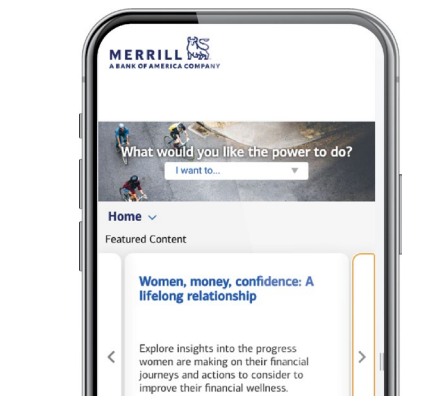 MERRILL
A BANK OF AMERICA COMPANY
What would you like the power to do?
I want to...
Home
Featured Content
Women, money, confidence: A
lifelong relationship
Explore insights into the progress
women are making on their financial
journeys and actions to consider to
improve their financial wellness.